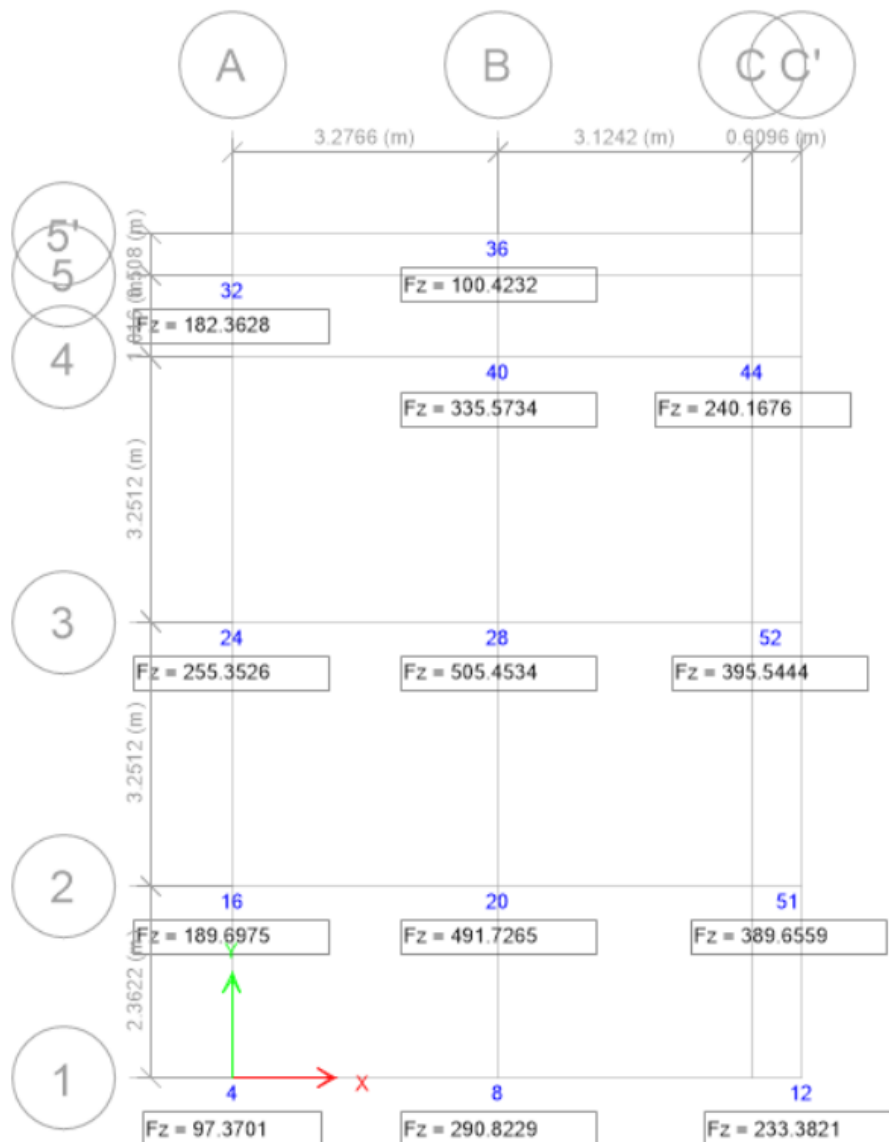 A B C C'
3.2766 (m) 3.1242 (m) 0.6096 (m)
5'
36
5
Fz = 100.4232
32
Fz = 182.3628
4
40 44
Fz = 335.5734 Fz = 240.1676
3.2512 (m)
3
24 28 52
Fz = 255.3526 Fz = 505.4534 Fz = 395.5444
3.2512 (m)
2
16 20 51
Fz = 189.6975 Fz = 491.7265 Fz = 389.6559
Y
2.3622
1
X
4 8 12
Fz = 97.3701 Fz = 290.8229 Fz = 233.3821